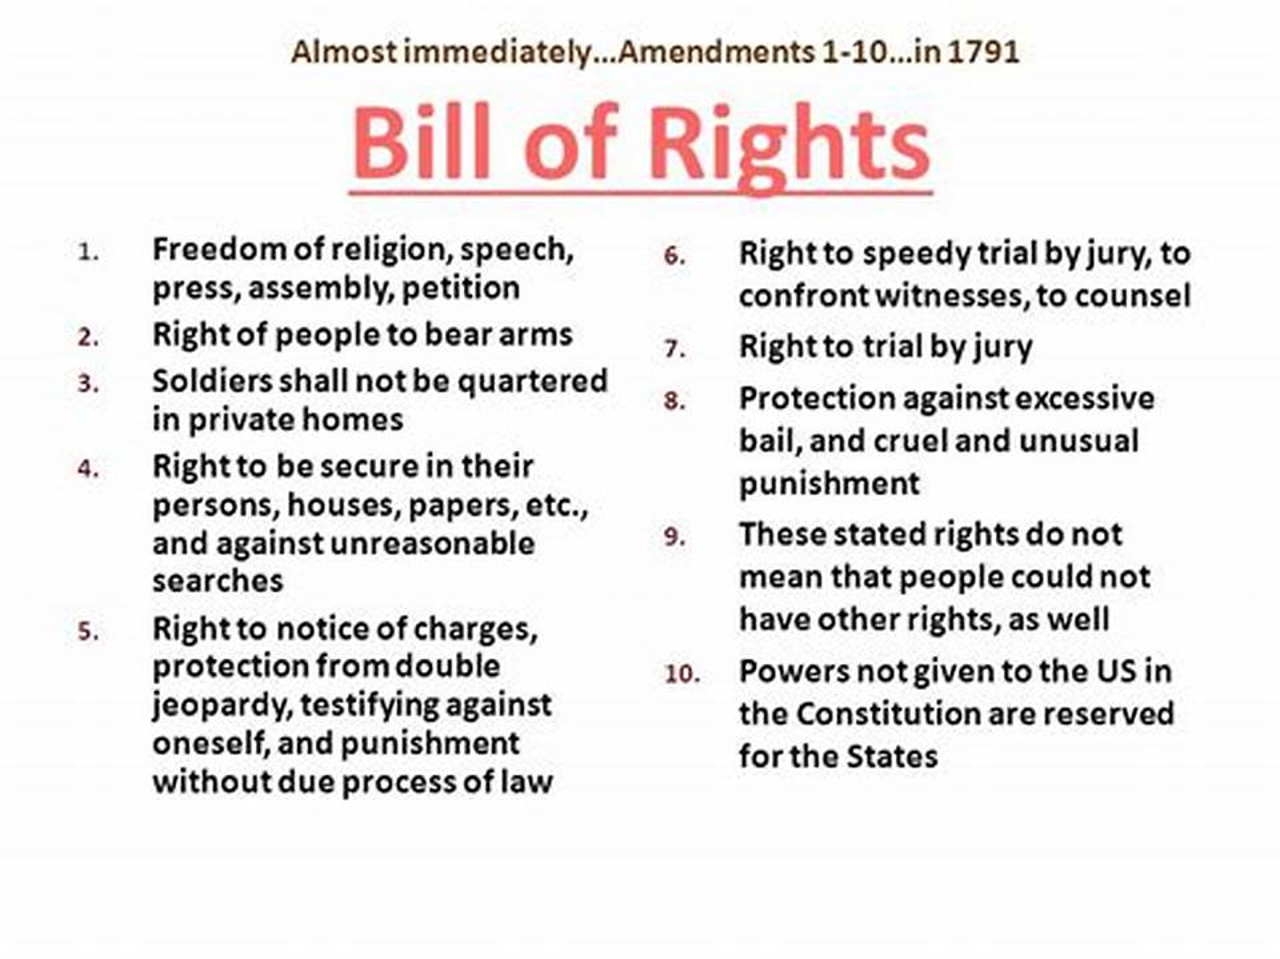 Almost immediately...Amendments 1-10...in 1791
Bill of Rights
1. Freedom of religion, speech,
press, assembly, petition
2. Right of people to bear arms
3. Soldiers shall not be quartered
in private homes
4. Right to be secure in their
persons, houses, papers, etc.,
and against unreasonable
searches
5. Right to notice of charges,
protection from double
jeopardy, testifying against
oneself, and punishment
without due process of law
6. Right to speedy trial by jury, to
confront witnesses, to counsel
7. Right to trial by jury
8. Protection against excessive
bail, and cruel and unusual
punishment
9. These stated rights do not
mean that people could not
have other rights, as well
10. Powers not given to the US in
the Constitution are reserved
for the States